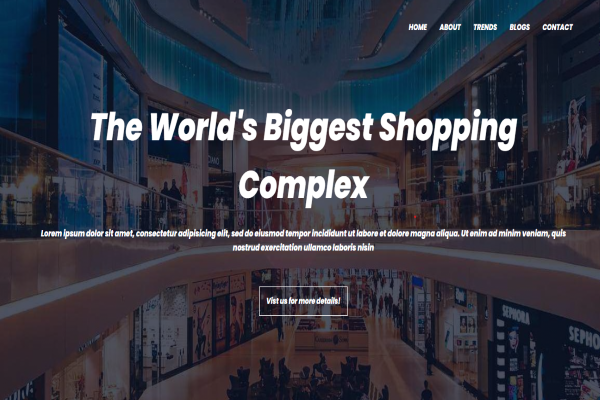 HOME ABOUT TRENDS BLOGS CONTACT
The World's Biggest Shopping
Complex
Lorem ipsum dolor sit amet, consectetur adipisicing elit, sed do eiusmod tempor incididunt ut labore et dolore magna aliqua. Ut enim ad minim veniam, quis
nostrud exercitation ullamco laboris nisin
Vist us for more details!
SEPHORA
SEPHO